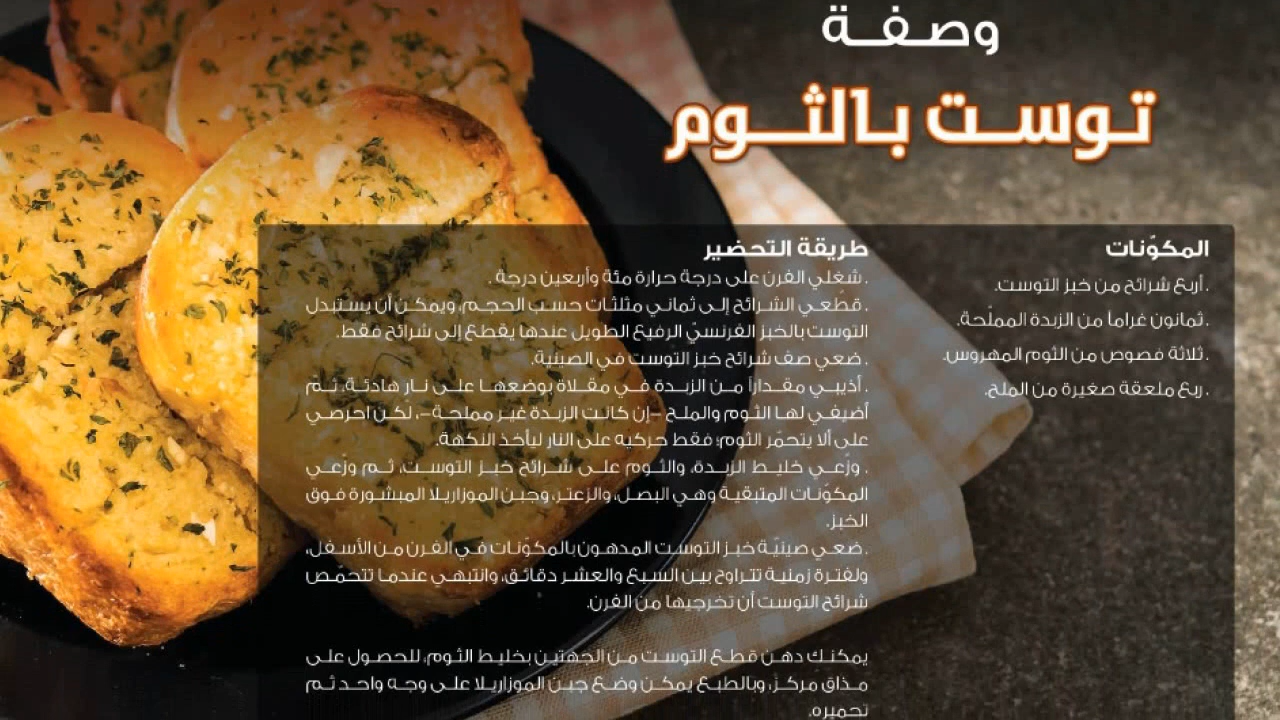 وصفة
توست بالثوم
المكوّنات
. أربع شرائح من خبز التوست.
. ثمانون غراماً من الزبدة المملّحة.
. ثلاثة فصوص من الثوم المهروس.
. ربع ملعقة صغيرة من الملح.
طريقة التحضير
. شغلي الفرن على درجة حرارة مئة وأربعين درجة .
. قطّعي الشرائح إلى ثماني مثلثات حسب الحجم، ويمكن أن يستبدل
التوست بالخبز الفرنسيّ الرفيع الطويل عندها يقطع إلى شرائح فقط.
. ضعي صف شرائح خبز التوست في الصينية.
. أذيبي مقداراً من الزبدة في مقلاة بوضعها على نار هادئة، ثمّ
أضيفي لها الثوم والملح -إن كانت الزبدة غير مملحة-، لكن احرصي
على ألا يتحمّر الثوم؛ فقط حركيه على النار ليأخذ النكهة.
. وزّعي خليط الزبدة، والثوم على شرائح خبز التوست، ثم وزّعي
المكوّنات المتبقية وهي البصل، والزعتر، وجبن الموزاريلا المبشورة فوق
الخبز.
. ضعي صينيّة خبز التوست المدهون بالمكوّنات في الفرن من الأسفل،
ولفترة زمنية تتراوح بين السبع والعشر دقائق، وانتبهي عندما تتحمّص
شرائح التوست أن تخرجيها من الفرن.
يمكنك دهن قطع التوست من الجهتين بخليط الثوم، للحصول على
مذاق مركزّ، وبالطبع يمكن وضع جبن الموزاريلا على وجه واحد ثم
تحميره.